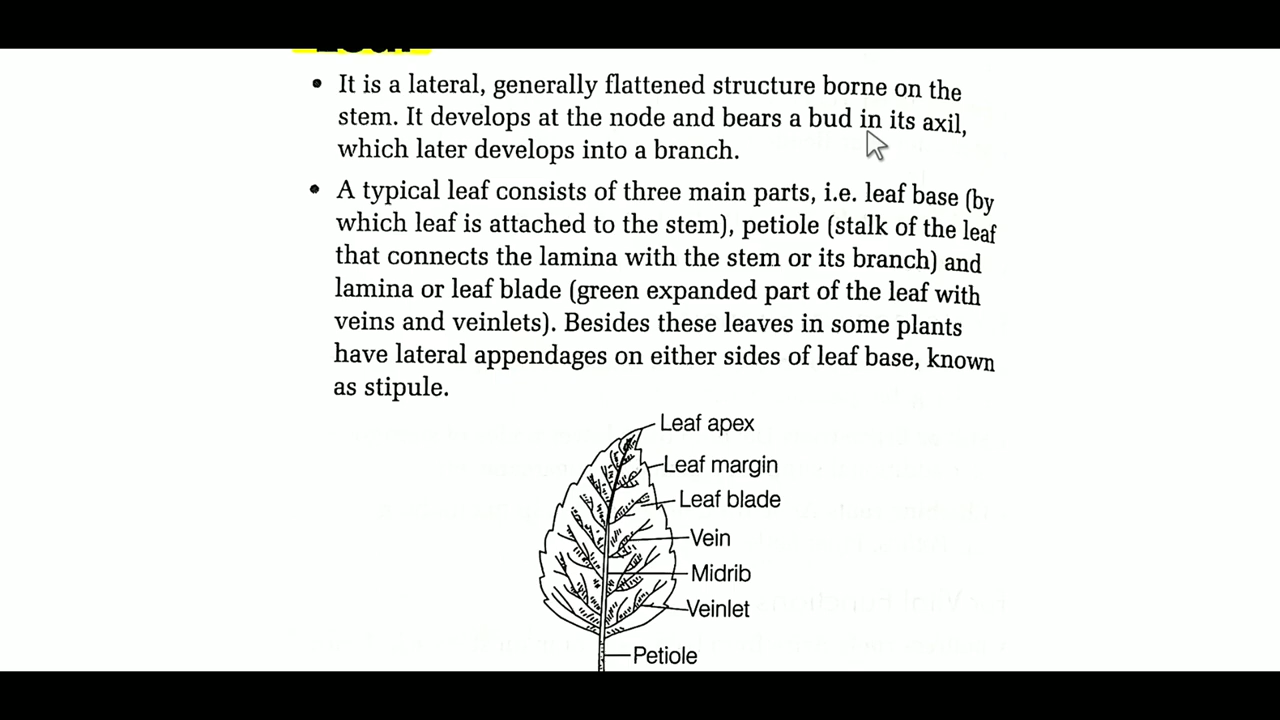 • It is a lateral, generally flattened structure borne on the
stem. It develops at the node and bears a bud in its axil,
which later develops into a branch.
• A typical leaf consists of three main parts, i.e. leaf base (by
which leaf is attached to the stem), petiole (stalk of the leaf
that connects the lamina with the stem or its branch) and
lamina or leaf blade (green expanded part of the leaf with
veins and veinlets). Besides these leaves in some plants
have lateral appendages on either sides of leaf base, known
as stipule.
Leaf apex
Leaf margin
Leaf blade
Vein
Midrib
Veinlet
Petiole